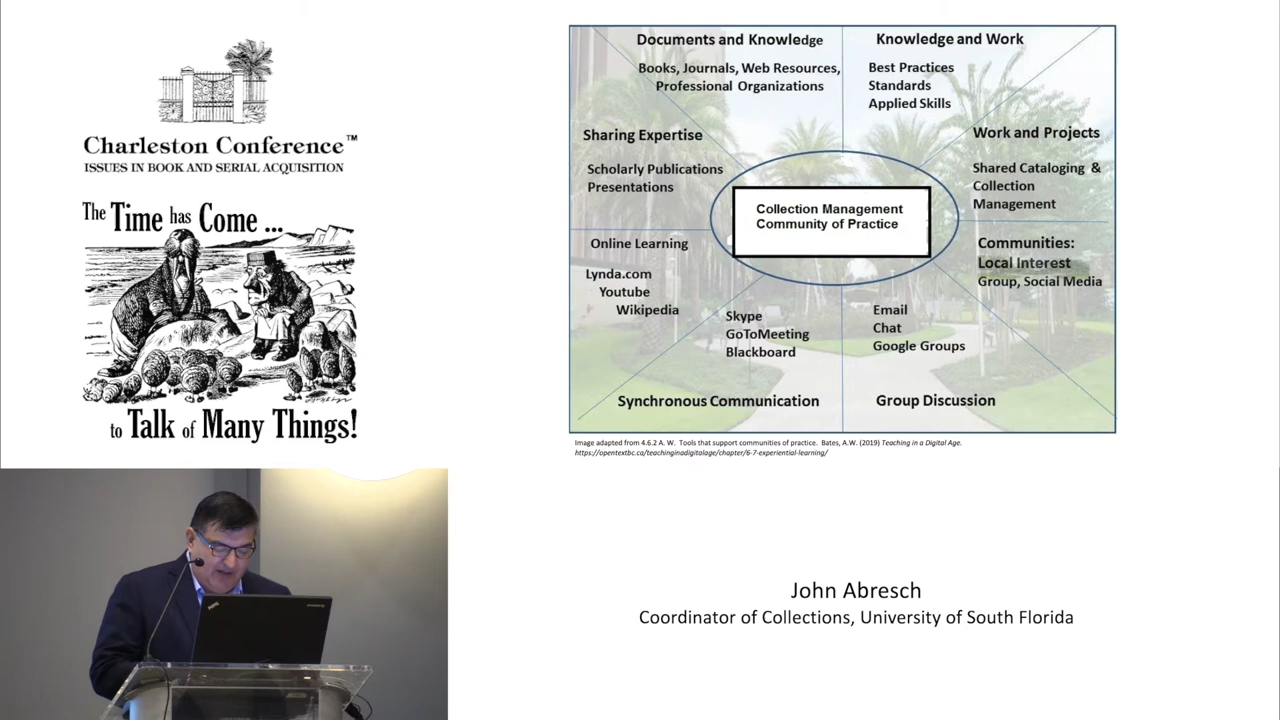 Charleston Conference™
ISSUES IN BOOK AND SERIAL ACQUISITION
The Time has Come ...
to Talk of Many Things!
Documents and Knowledge
Books, Journals, Web Resources,
Professional Organizations
Knowledge and Work
Best Practices
Standards
Applied Skills
Sharing Expertise
Scholarly Publications
Presentations
Work and Projects
Shared Cataloging &
Collection
Management
Collection Management
Community of Practice
Online Learning
Lynda.com
Youtube
Wikipedia
Communities:
Local Interest
Group, Social Media
Skype
GoToMeeting
Blackboard
Email
Chat
Google Groups
Synchronous Communication
Group Discussion
Image adapted from 4.6.2 A. W. Tools that support communities of practice. Bates, A.W. (2019) Teaching in a Digital Age.
https://opentextbc.ca/teachinginadigitalage/chapter/6-7-experiential-learning/
John Abresch
Coordinator of Collections, University of South Florida